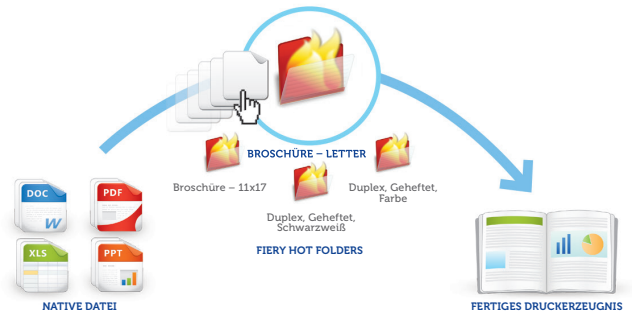 BROSCHÜRE – LETTER
Broschüre – 11x17
Duplex, Geheftet,
Schwarzweiß
Duplex, Geheftet,
Farbe
FIERY HOT FOLDERS
DOC
W
PDF
XLS
PPT
NATIVE DATEI
FERTIGES DRUCKERZEUGNIS